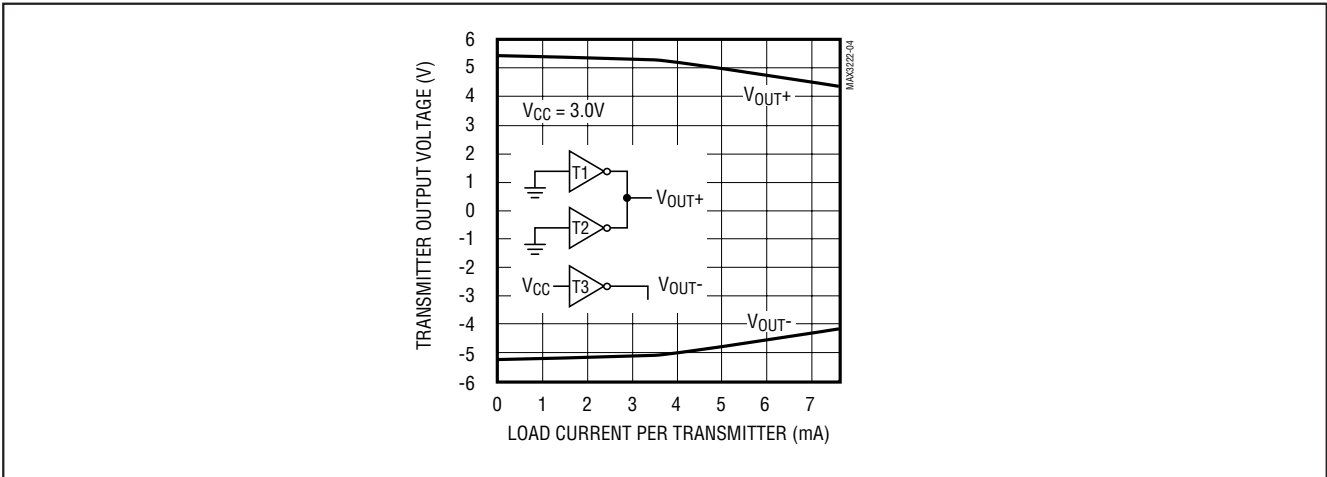 TRANSMITTER OUTPUT VOLTAGE (V)
6
5
4
3
2
1
0
-1
-2
-3
-4
-5
-6
MAX3222-04
VOUT+
VCC = 3.0V
T1
VOUT+
T2
VCC
T3
VOUT-
VOUT-
0 1 2 3 4 5 6 7
LOAD CURRENT PER TRANSMITTER (mA)